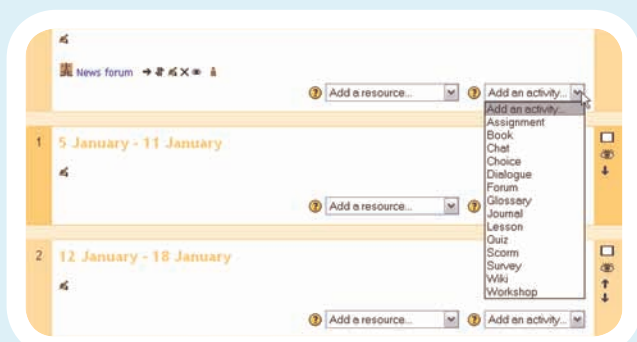 News forum
? Add a resource... ? Add an activity...
Add an activity...
Assignment
Book
Chat
Choice
Dialogue
Forum
Glossary
Journal
Lesson
Quiz
Scorm
Survey
Wiki
Workshop
1 5 January - 11 January
? Add a resource... ?
2 12 January - 18 January
? Add a resource... ? Add an activity...